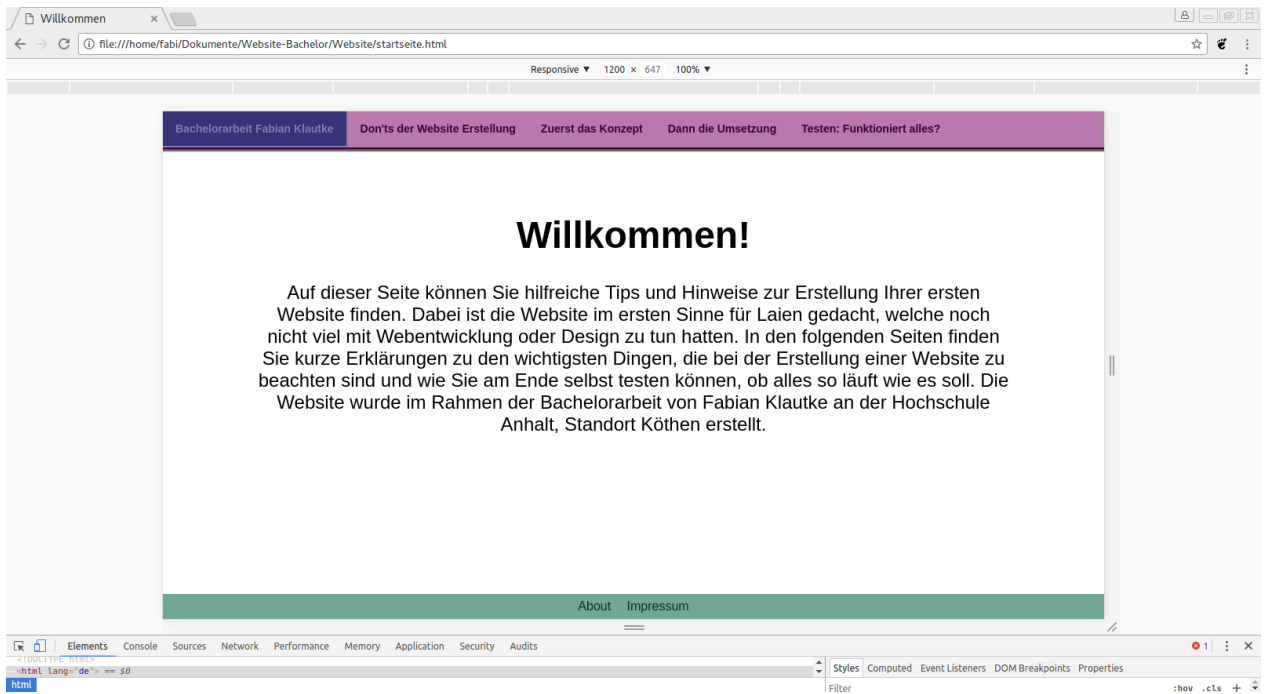 Willkommen
file:///home/fabi/Dokumente/Website-Bachelor/Website/startseite.html
Responsive ▼ 1200 × 647 100% ▼
Bachelorarbeit Fabian Klautke Don'ts der Website Erstellung Zuerst das Konzept Dann die Umsetzung Testen: Funktioniert alles?
Willkommen!
Auf dieser Seite können Sie hilfreiche Tips und Hinweise zur Erstellung Ihrer ersten
Website finden. Dabei ist die Website im ersten Sinne für Laien gedacht, welche noch
nicht viel mit Webentwicklung oder Design zu tun hatten. In den folgenden Seiten finden
Sie kurze Erklärungen zu den wichtigsten Dingen, die bei der Erstellung einer Website zu
beachten sind und wie Sie am Ende selbst testen können, ob alles so läuft wie es soll. Die
Website wurde im Rahmen der Bachelorarbeit von Fabian Klautke an der Hochschule
Anhalt, Standort Köthen erstellt.
About Impressum
Elements Console Sources Network Performance Memory Application Security Audits 1
<!DOCTYPE html>
<html lang="de"> == $0
html
Styles Computed Event Listeners DOM Breakpoints Properties
Filter :hov .cls +